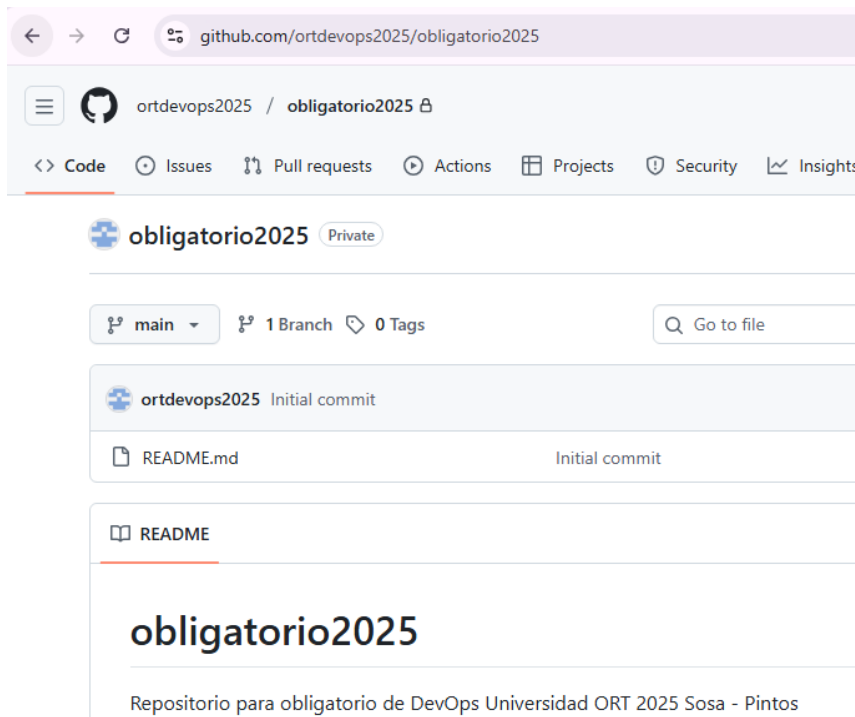 github.com/ortdevops2025/obligatorio2025
ortdevops2025 / obligatorio2025
Code Issues Pull requests Actions Projects Security Insights
obligatorio2025 Private
main 1 Branch 0 Tags Go to file
ortdevops2025 Initial commit
README.md Initial commit
README
obligatorio2025
Repositorio para obligatorio de DevOps Universidad ORT 2025 Sosa - Pintos